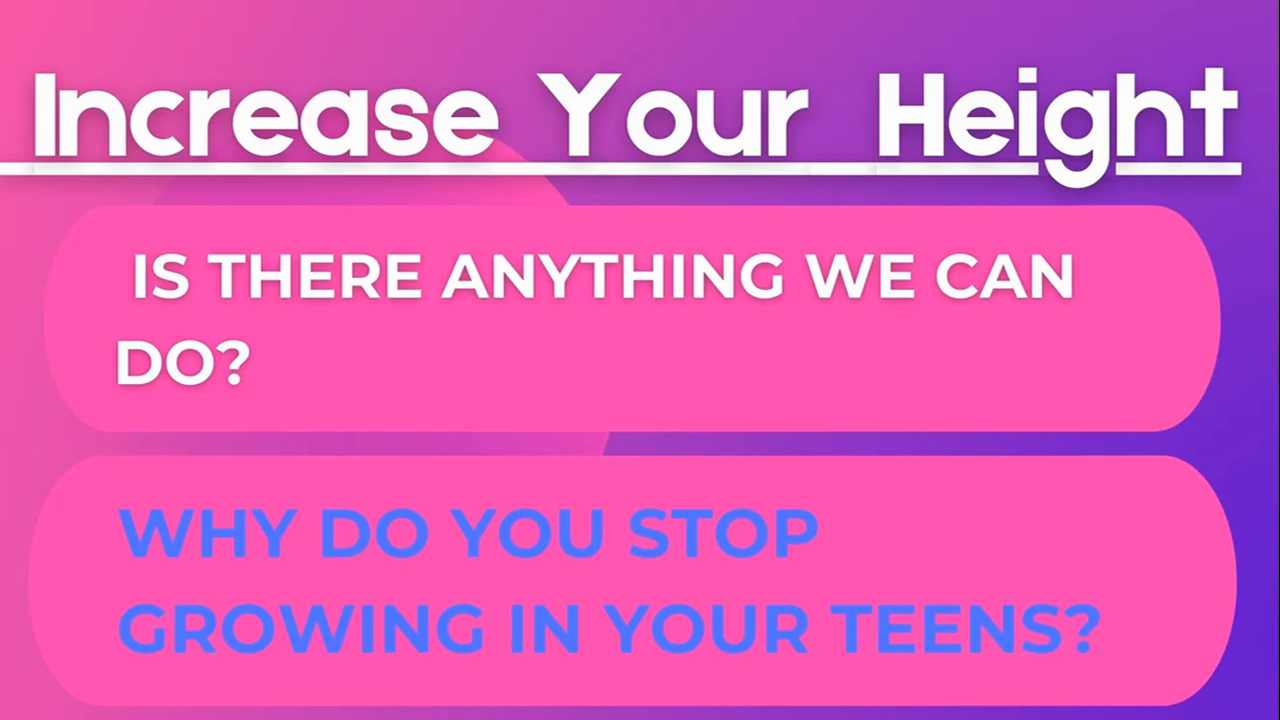 Increase Your Height
IS THERE ANYTHING WE CAN
DO?
WHY DO YOU STOP
GROWING IN YOUR TEENS?